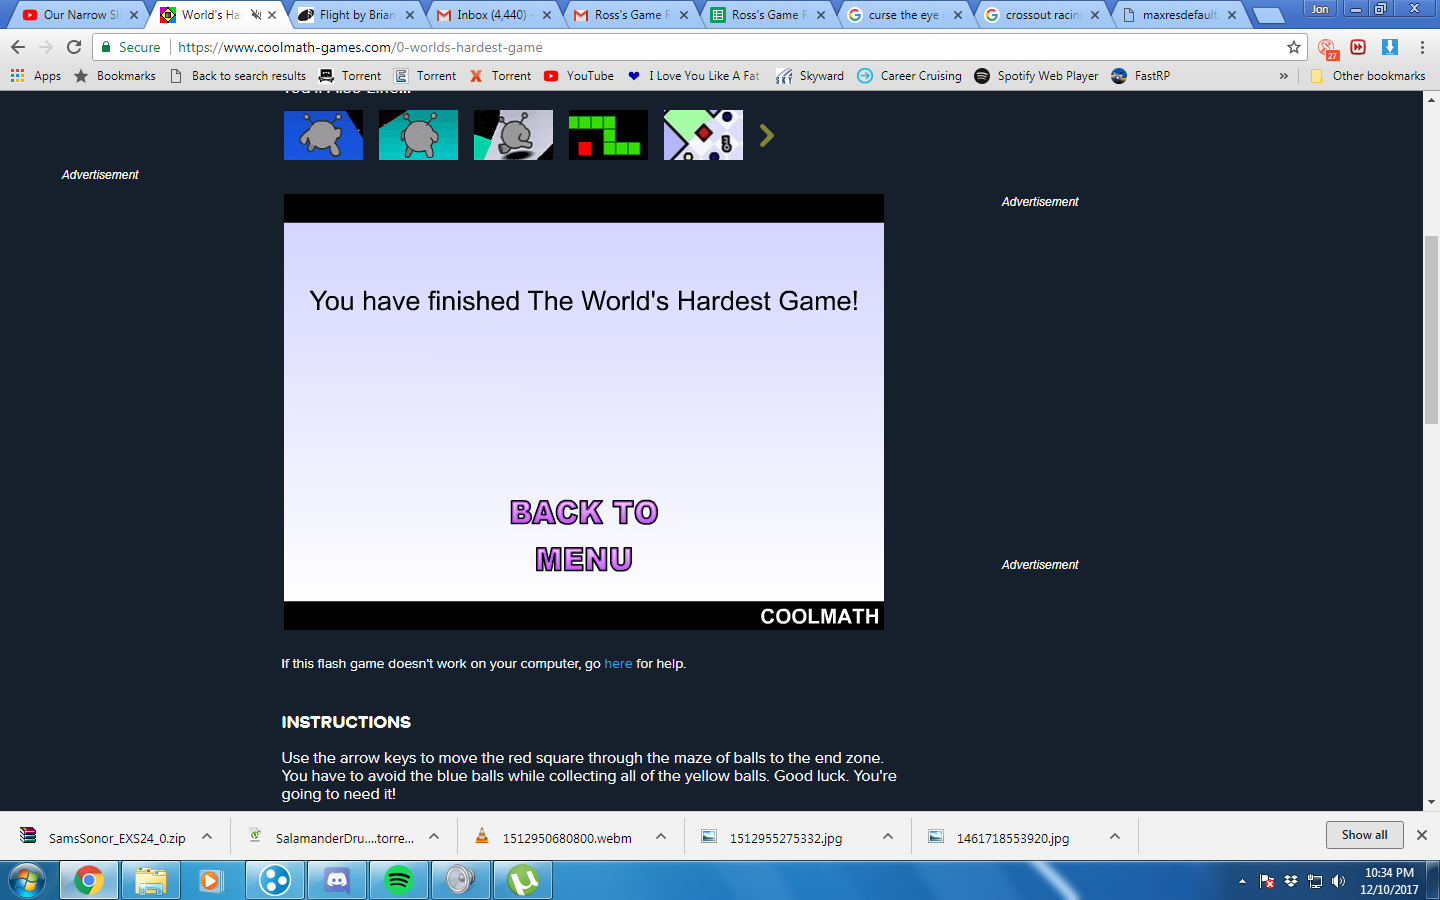 Our Narrow Sl
World's Ha
Flight by Brian
Inbox (4,440) -
Ross's Game R
Ross's Game R
curse the eye
crossout racin
maxresdefault
Jon
Secure
https://www.coolmath-games.com/0-worlds-hardest-game
27
Apps
Bookmarks
Back to search results
Torrent
Torrent
Torrent
YouTube
I Love You Like A Fat
Skyward
Career Cruising
Spotify Web Player
FastRP
»
Other bookmarks
You'll Also Like...
Advertisement
Advertisement
You have finished The World's Hardest Game!
BACK TO
MENU
Advertisement
COOLMATH
If this flash game doesn't work on your computer, go here for help.
INSTRUCTIONS
Use the arrow keys to move the red square through the maze of balls to the end zone.
You have to avoid the blue balls while collecting all of the yellow balls. Good luck. You're
going to need it!
SamsSonor_EXS24_0.zip
SalamanderDru....torre...
1512950680800.webm
1512955275332.jpg
1461718553920.jpg
Show all
10:34 PM
12/10/2017